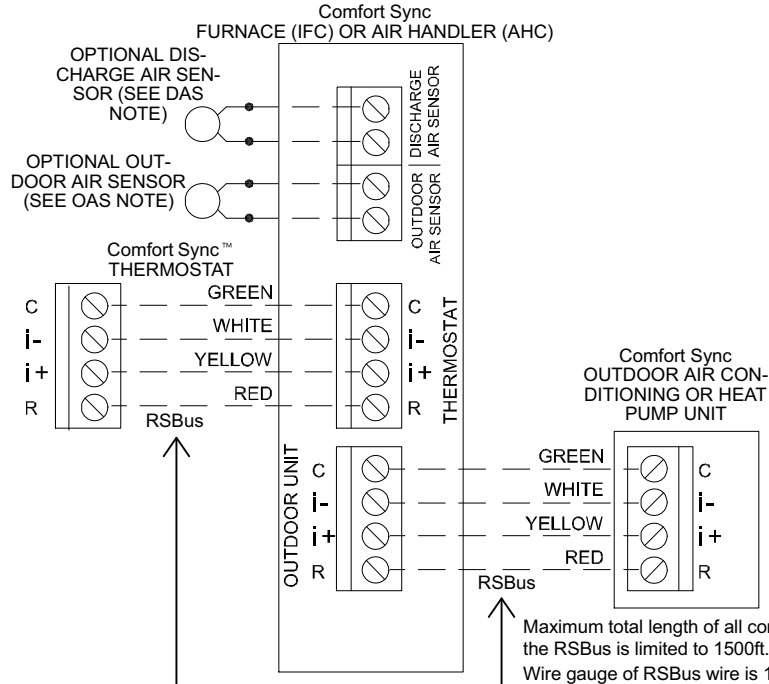 Comfort Sync
FURNACE (IFC) OR AIR HANDLER (AHC)
OPTIONAL DIS-
CHARGE AIR SEN-
SOR (SEE DAS
NOTE)
DISCHARGE
AIR SENSOR
OPTIONAL OUT-
DOOR AIR SENSOR
(SEE OAS NOTE)
OUTDOOR
AIR SENSOR
Comfort Sync™
THERMOSTAT
C
i-
i+
R
GREEN
WHITE
YELLOW
RED
RSBus
C
i-
i+
R
THERMOSTAT
Comfort Sync
OUTDOOR AIR CON-
DITIONING OR HEAT
PUMP UNIT
OUTDOOR UNIT
C
i-
i+
R
GREEN
WHITE
YELLOW
RED
RSBus
C
i-
i+
R
Maximum total length of all
the RSBus is limited to 1500ft.
Wire gauge of RSBus wire is